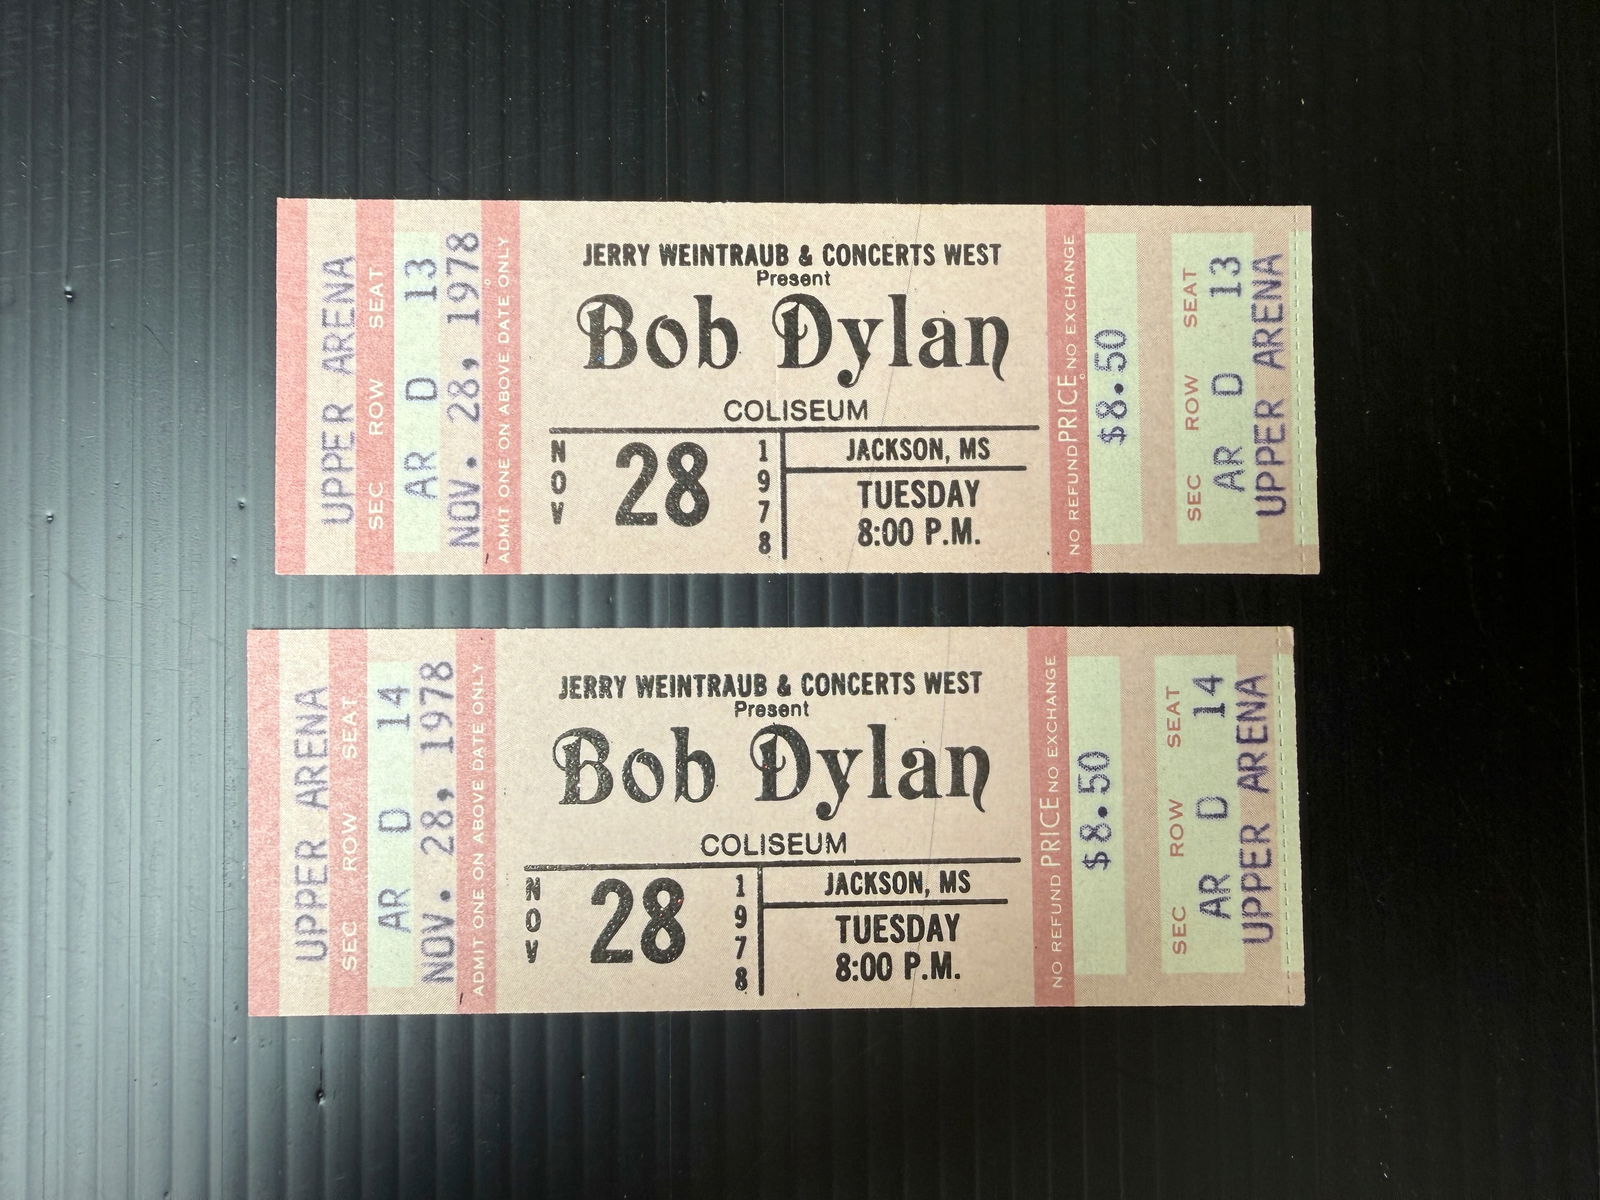 UPPER ARENA
SEC ROW SEAT
AR D 13
NOV. 28, 1978
ADMIT ONE ON ABOVE DATE ONLY
JERRY WEINTRAUB & CONCERTS WEST
Present
Bob Dylan
COLISEUM
NOV 28 1978
JACKSON, MS
TUESDAY
8:00 P.M.
NO REFUND PRICE NO EXCHANGE
$8.50
SEC ROW SEAT
AR D 13
UPPER ARENA
UPPER ARENA
SEC ROW SEAT
AR D 14
NOV. 28, 1978
ADMIT ONE ON ABOVE DATE ONLY
JERRY WEINTRAUB & CONCERTS WEST
Present
Bob Dylan
COLISEUM
NOV 28 1978
JACKSON, MS
TUESDAY
8:00 P.M.
NO REFUND PRICE NO EXCHANGE
$8.50
SEC ROW SEAT
AR D 14
UPPER ARENA